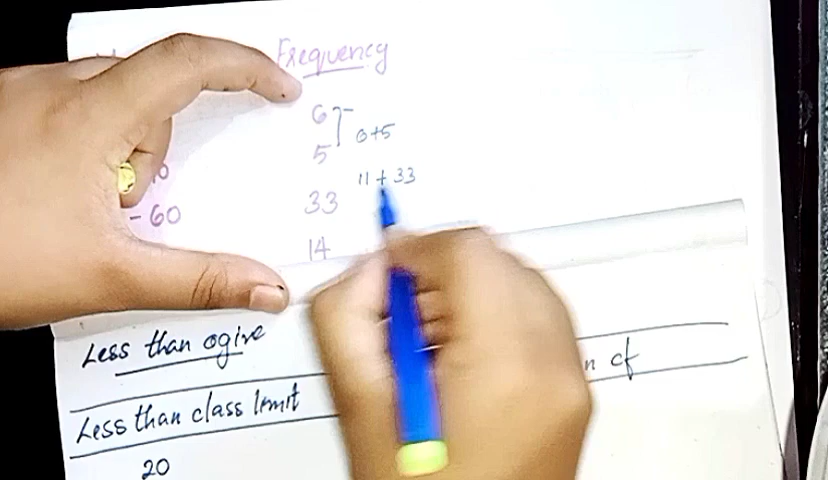 Frequency
6
6+5
5
11+33
- 60 33
14
Less than ogive
Less than class limit n cf
20